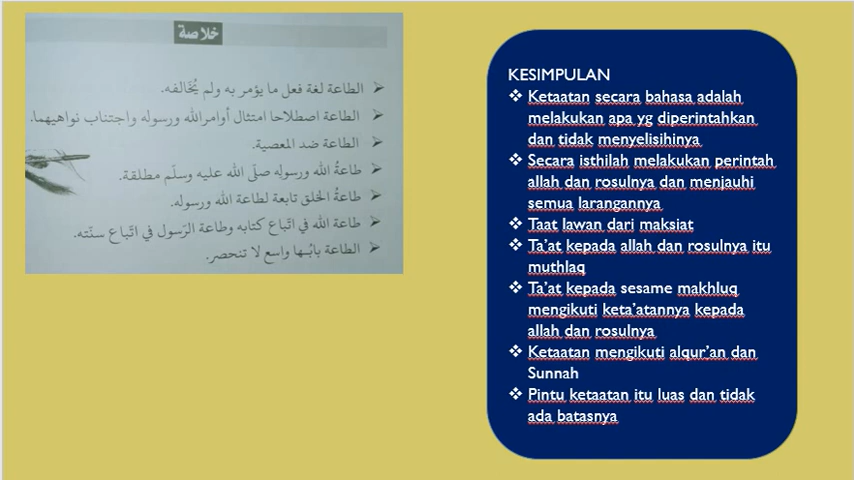 خلاصة
الطاعة لغة فعل ما يؤمر به ولم يُخَالفه.
الطاعة اصطلاحا امتثال أوامرالله ورسوله واجتناب نواهيهما.
الطاعة ضد المعصية.
طاعةُ الله ورسوله صلّى الله عليه وسلّم مطلقة.
طاعةُ الخلق تابعة لطاعة الله ورسوله.
طاعة الله في اتّباع كتابه وطاعة الرّسول في اتّباع سنّته.
الطاعة بابُها واسع لا تنحصر.
KESIMPULAN
Ketaatan secara bahasa adalah
melakukan apa yg diperintahkan
dan tidak menyelisihinya
Secara isthilah melakukan perintah
allah dan rosulnya dan menjauhi
semua larangannya
Taat lawan dari maksiat
Ta’at kepada allah dan rosulnya itu
muthlaq
Ta’at kepada sesame makhluq
mengikuti keta’atannya kepada
allah dan rosulnya
Ketaatan mengikuti alqur’an dan
Sunnah
Pintu ketaatan itu luas dan tidak
ada batasnya